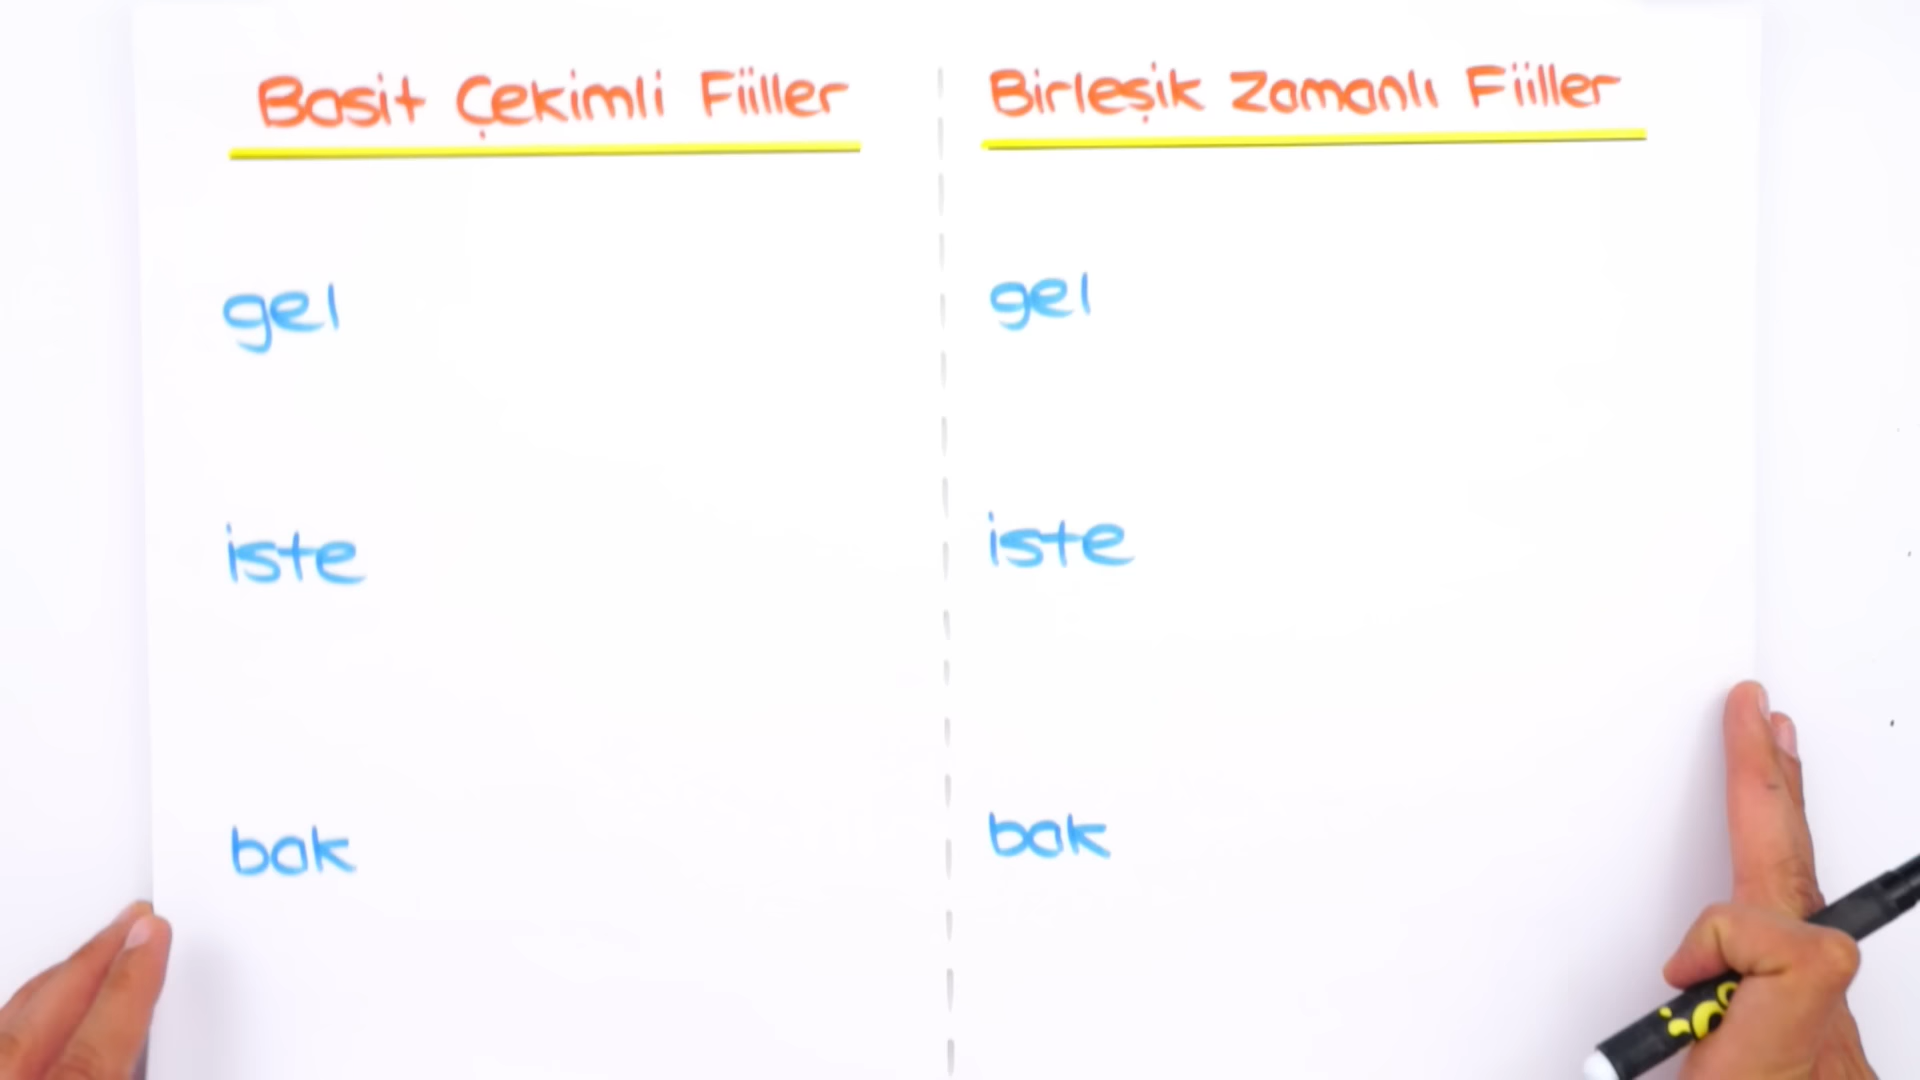 Basit Çekimli Fiiller
gel
iste
bak
Birleşik Zamanlı Fiiller
gel
iste
bak